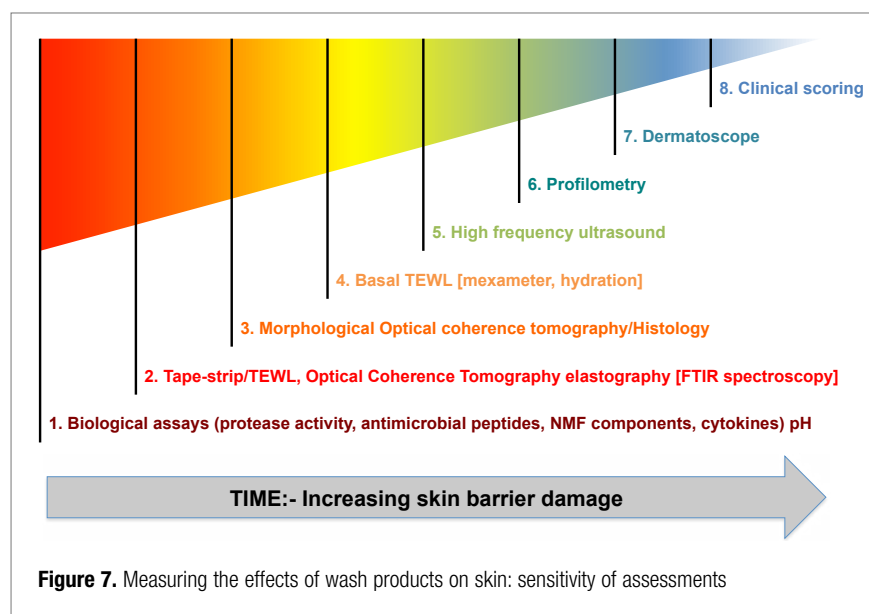 8. Clinical scoring
7. Dermatoscope
6. Profilometry
5. High frequency ultrasound
4. Basal TEWL [mexameter, hydration]
3. Morphological Optical coherence tomography/Histology
2. Tape-strip/TEWL, Optical Coherence Tomography elastography [FTIR spectroscopy]
1. Biological assays (protease activity, antimicrobial peptides, NMF components, cytokines) pH
TIME:- Increasing skin barrier damage
Figure 7. Measuring the effects of wash products on skin: sensitivity of assessments